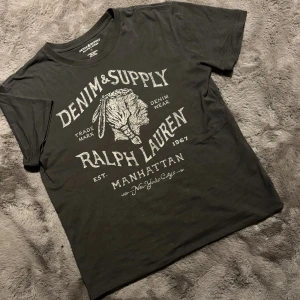 DENIM & SUPPLY
TRADE MARK
DENIM WEAR
RALPH LAUREN
EST. 1967
MANHATTAN
New York City